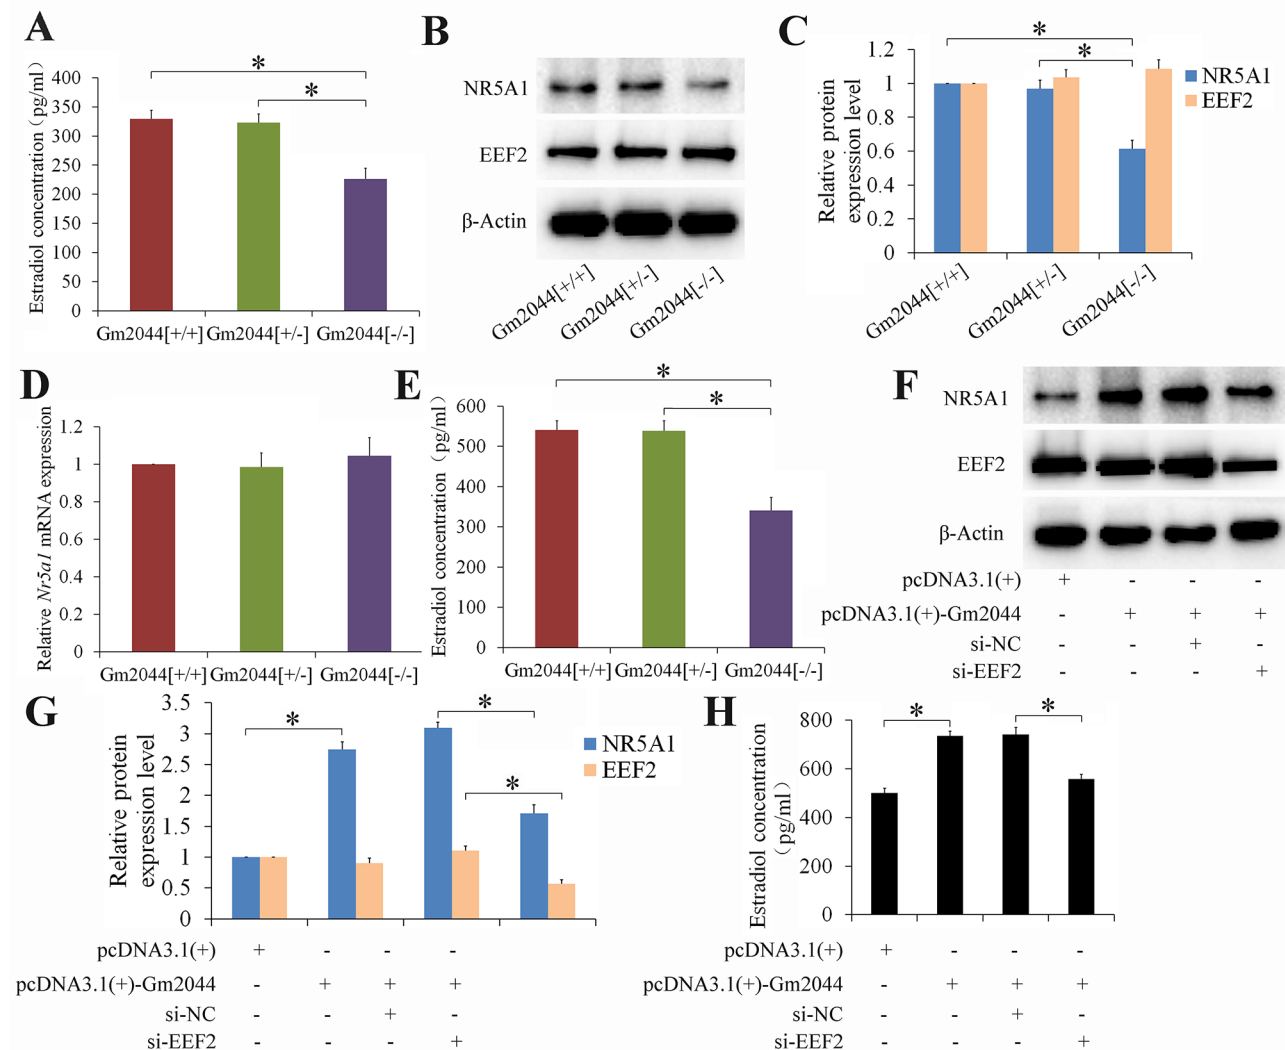 A
Estradiol concentration (pg/ml)
400
350
300
250
200
150
100
50
0
*
*
Gm2044[+/+] Gm2044[+/-] Gm2044[-/-]
B
NR5A1
EEF2
β-Actin
Gm2044[+/+]
Gm2044[+/-]
Gm2044[-/-]
C
Relative protein
expression level
1.2
1
0.8
0.6
0.4
0.2
0
*
*
NR5A1
EEF2
Gm2044[+/+]
Gm2044[+/-]
Gm2044[-/-]
D
Relative Nr5a1 mRNA expression
1.2
1
0.8
0.6
0.4
0.2
0
Gm2044[+/+] Gm2044[+/-] Gm2044[-/-]
E
Estradiol concentration (pg/ml)
600
500
400
300
200
100
0
*
*
Gm2044[+/+] Gm2044[+/-] Gm2044[-/-]
F
NR5A1
EEF2
β-Actin
pcDNA3.1(+) + - - -
pcDNA3.1(+)-Gm2044 - + + +
si-NC - - + -
si-EEF2 - - - +
G
Relative protein
expression level
3.5
3
2.5
2
1.5
1
0.5
0
*
*
*
NR5A1
EEF2
pcDNA3.1(+) + - - -
pcDNA3.1(+)-Gm2044 - + + +
si-NC - - + -
si-EEF2 - - - +
H
Estradiol concentration
(pg/ml)
800
600
400
200
0
*
*
pcDNA3.1(+) + - - -
pcDNA3.1(+)-Gm2044 - + + +
si-NC - - + -
si-EEF2 - - - +